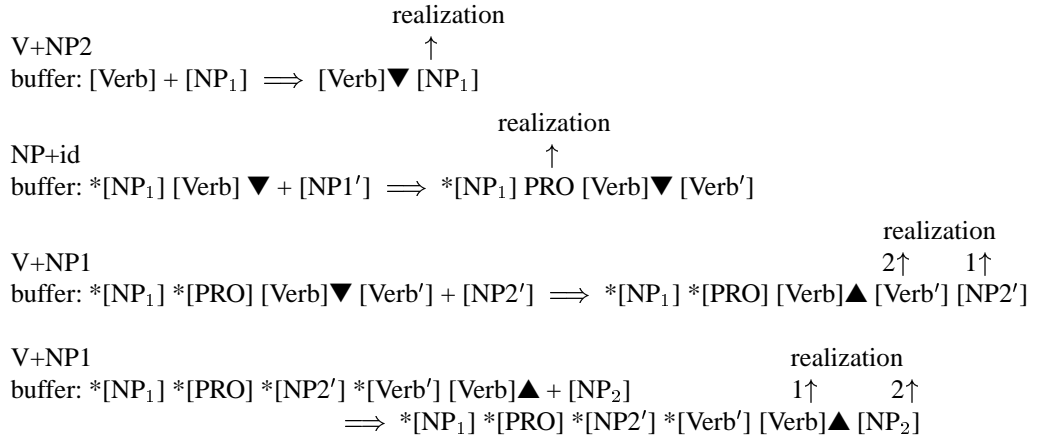 realization
V+NP2 ↑
buffer: [Verb] + [NP₁] ⟹ [Verb]▼ [NP₁]
realization
NP+id ↑
buffer: *[NP₁] [Verb] ▼ + [NP1′] ⟹ *[NP₁] PRO [Verb]▼ [Verb′]
realization
V+NP1 2↑ 1↑
buffer: *[NP₁] *[PRO] [Verb]▼ [Verb′] + [NP2′] ⟹ *[NP₁] *[PRO] [Verb]▲ [Verb′] [NP2′]
V+NP1 realization
buffer: *[NP₁] *[PRO] *[NP2′] *[Verb′] [Verb]▲ + [NP₂] 1↑ 2↑
⟹ *[NP₁] *[PRO] *[NP2′] *[Verb′] [Verb]▲ [NP₂]